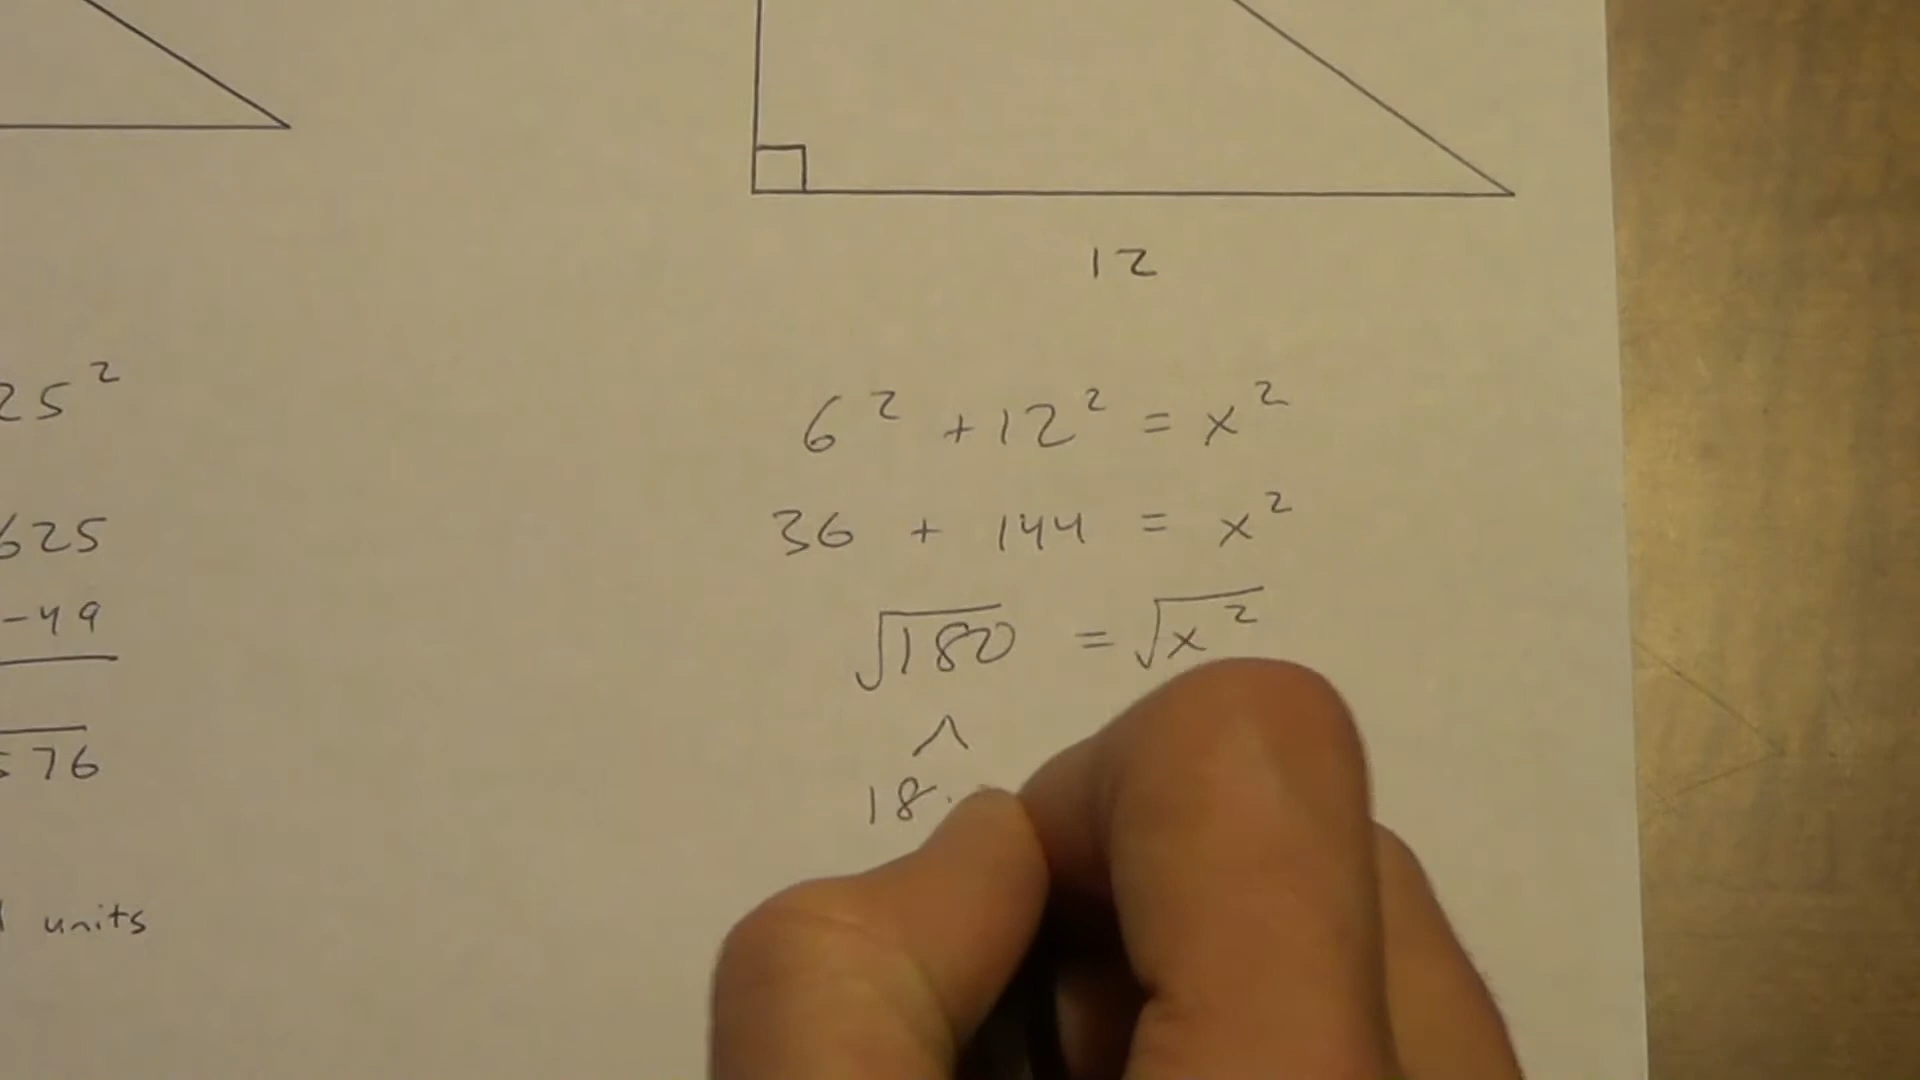 12
25²
625
-49
576
units
6² + 12² = x²
36 + 144 = x²
√180 = √x²
18 ·